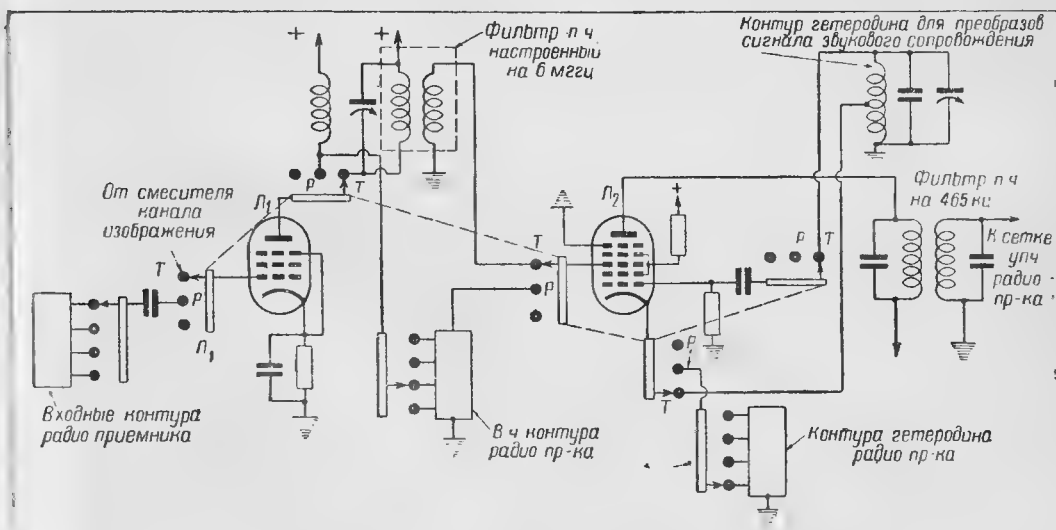 +
+
Фильтр п ч
настроенный
на 6 мггц
Контур гетеродина для преобразов
сигнала звукового сопровождения
От смесителя
канала
изображения
Р
Т
Л₁
Т
Р
П₁
Входные контура
радио приемника
Т
Р
Л₂
+
Р
Т
Фильтр п ч
на 465 кц
К сетке
упч
радио -
пр-ка
Вч контура
радио пр-ка
Р
Т
Контура гетеродина
радио пр-ка